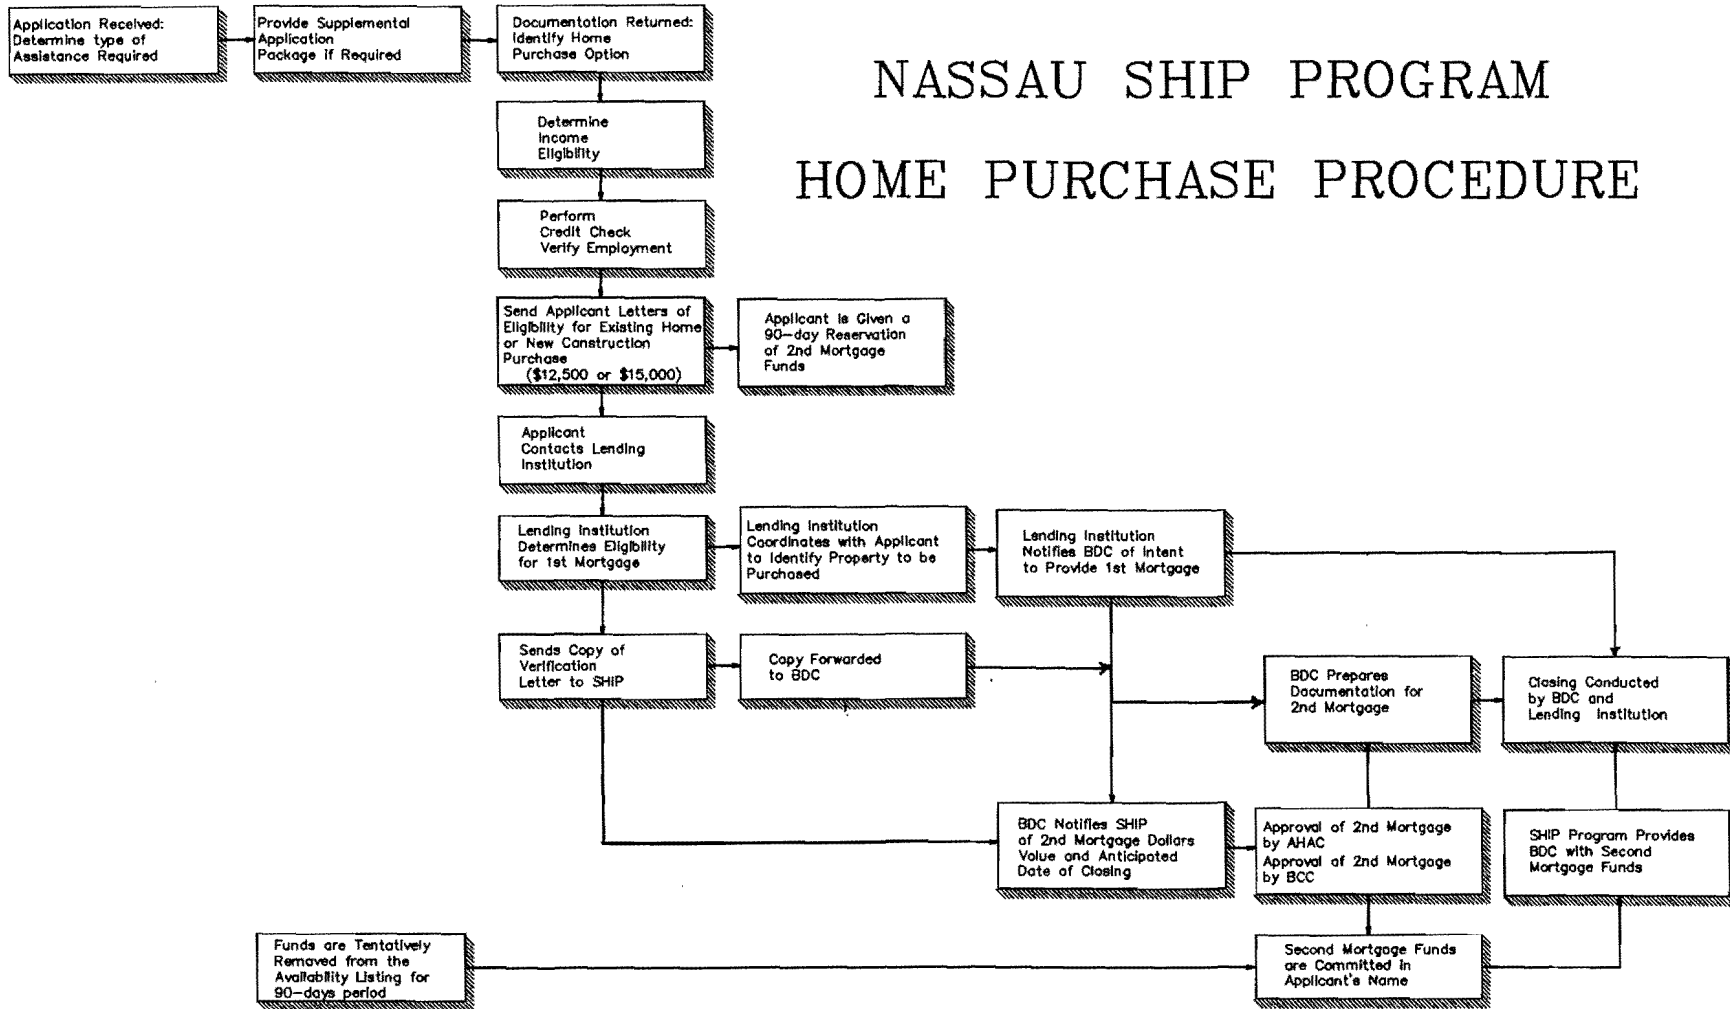 Application Received:
Determine type of
Assistance Required
Provide Supplemental
Application
Package if Required
Documentation Returned:
Identify Home
Purchase Option
NASSAU SHIP PROGRAM
HOME PURCHASE PROCEDURE
Determine
Income
Eligibility
Perform
Credit Check
Verify Employment
Send Applicant Letters of
Eligibility for Existing Home
or New Construction
Purchase
($12,500 or $15,000)
Applicant is Given a
90-day Reservation
of 2nd Mortgage
Funds
Applicant
Contacts Lending
Institution
Lending Institution
Determines Eligibility
for 1st Mortgage
Lending Institution
Coordinates with Applicant
to Identify Property to be
Purchased
Lending Institution
Notifies BDC of Intent
to Provide 1st Mortgage
Sends Copy of
Verification
Letter to SHIP
Copy Forwarded
to BDC
BDC Prepares
Documentation for
2nd Mortgage
Closing Conducted
by BDC and
Lending Institution
BDC Notifies SHIP
of 2nd Mortgage Dollars
Value and Anticipated
Date of Closing
Approval of 2nd Mortgage
by AHAC
Approval of 2nd Mortgage
by BCC
SHIP Program Provides
BDC with Second
Mortgage Funds
Funds are Tentatively
Removed from the
Availability Listing for
90-days period
Second Mortgage Funds
are Committed in
Applicant's Name